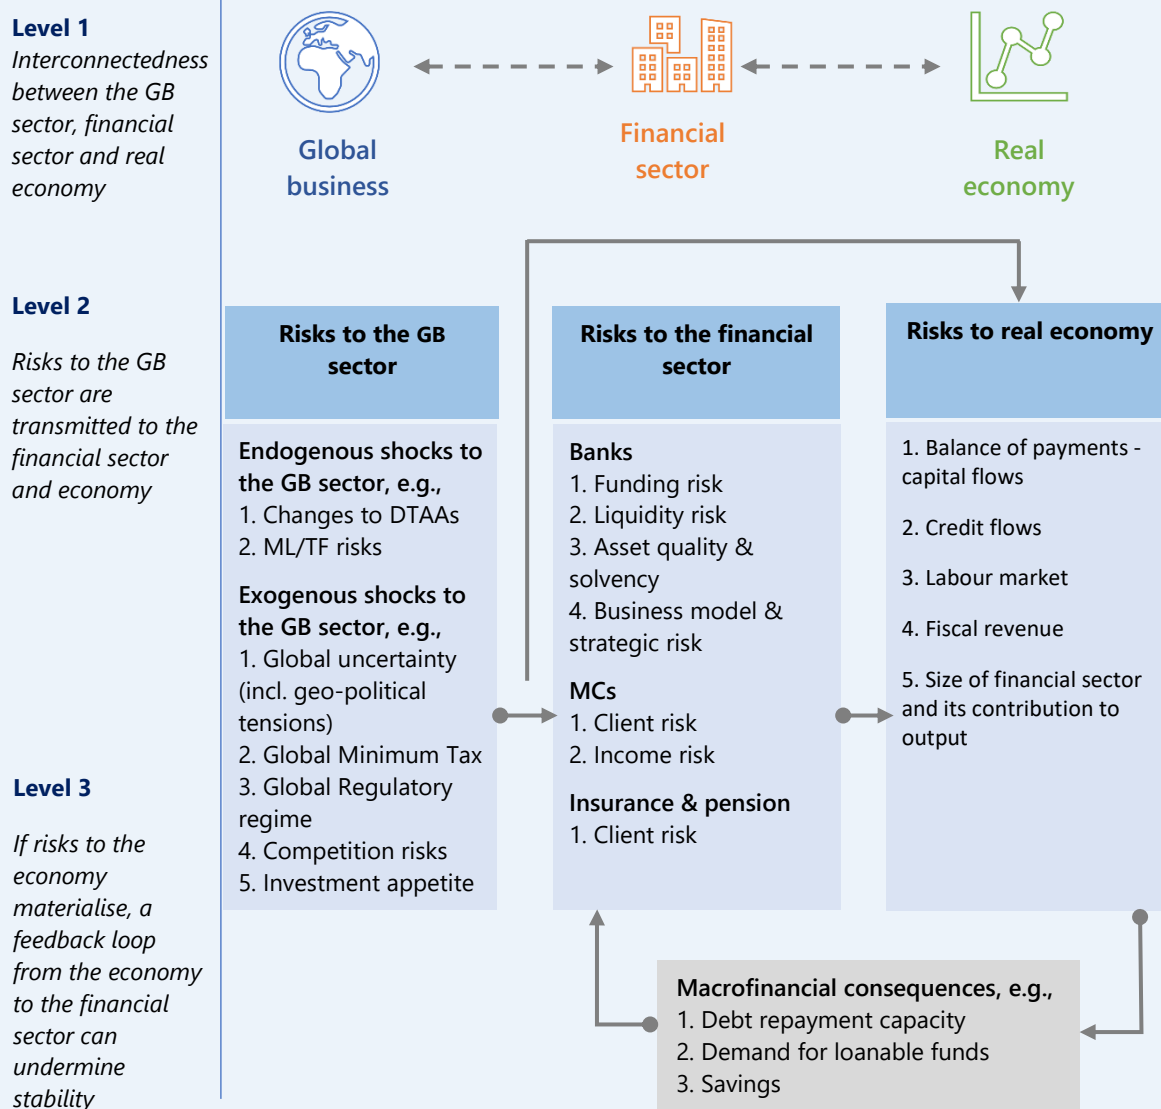 Level 1
Interconnectedness
between the GB
sector, financial
sector and real
economy
Global
business
Financial
sector
Real
economy
Level 2
Risks to the GB
sector are
transmitted to the
financial sector
and economy
Risks to the GB
sector
Endogenous shocks to
the GB sector, e.g.,
1. Changes to DTAAs
2. ML/TF risks
Exogenous shocks to
the GB sector, e.g.,
1. Global uncertainty
(incl. geo-political
tensions)
2. Global Minimum Tax
3. Global Regulatory
regime
4. Competition risks
5. Investment appetite
Risks to the financial
sector
Banks
1. Funding risk
2. Liquidity risk
3. Asset quality &
solvency
4. Business model &
strategic risk
MCs
1. Client risk
2. Income risk
Insurance & pension
1. Client risk
Risks to real economy
1. Balance of payments -
capital flows
2. Credit flows
3. Labour market
4. Fiscal revenue
5. Size of financial sector
and its contribution to
output
Level 3
If risks to the
economy
materialise, a
feedback loop
from the economy
to the financial
sector can
undermine
stability
Macrofinancial consequences, e.g.,
1. Debt repayment capacity
2. Demand for loanable funds
3. Savings